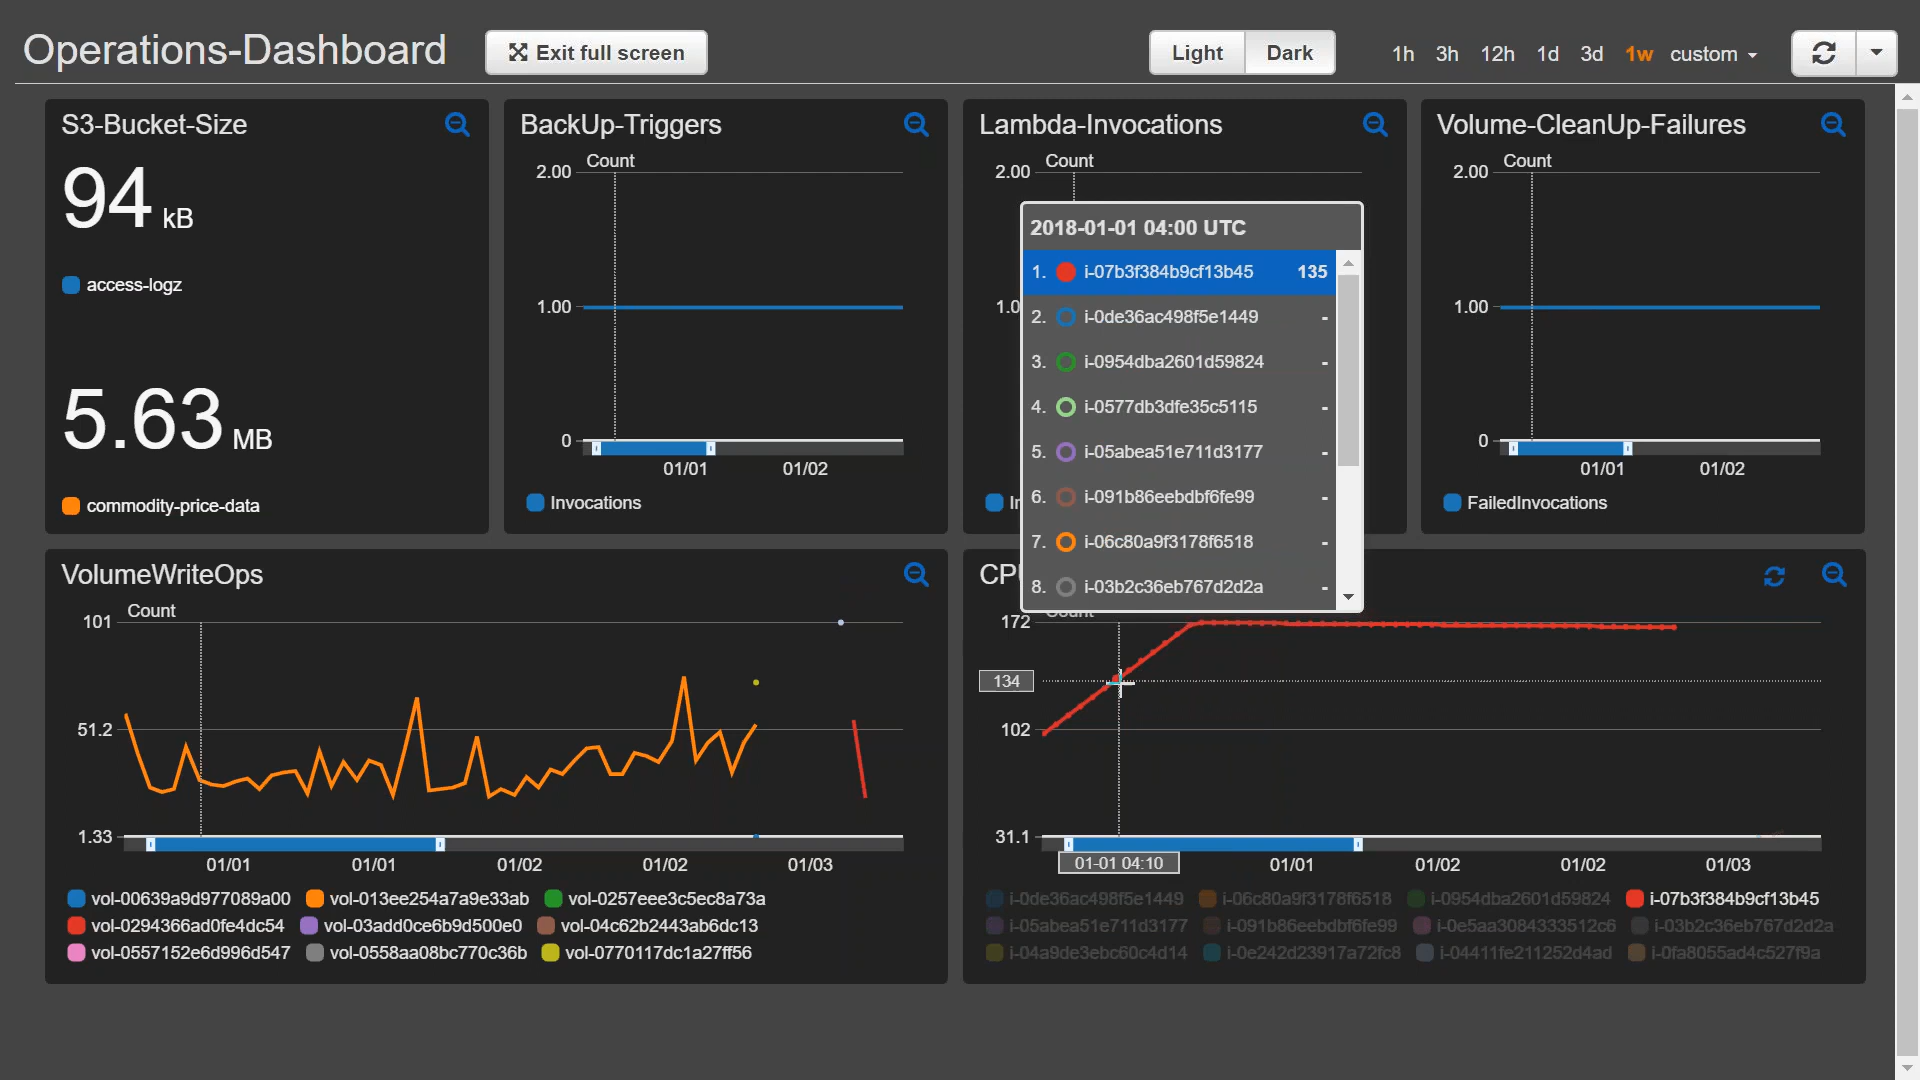 Operations-Dashboard
Exit full screen
Light Dark
1h 3h 12h 1d 3d 1w custom
S3-Bucket-Size
94 kB
access-logz
5.63 MB
commodity-price-data
BackUp-Triggers
Count
2.00
1.00
0
01/01 01/02
Invocations
Lambda-Invocations
Count
2.00
1.0
In
2018-01-01 04:00 UTC
1. i-07b3f384b9cf13b45 135
2. i-0de36ac498f5e1449 -
3. i-0954dba2601d59824 -
4. i-0577db3dfe35c5115 -
5. i-05abea51e711d3177 -
6. i-091b86eebdbf6fe99 -
7. i-06c80a9f3178f6518 -
8. i-03b2c36eb767d2d2a -
Volume-CleanUp-Failures
Count
2.00
1.00
0
01/01 01/02
FailedInvocations
VolumeWriteOps
Count
101
51.2
1.33
01/01 01/01 01/02 01/02 01/03
vol-00639a9d977089a00 vol-013ee254a7a9e33ab vol-0257eee3c5ec8a73a
vol-0294366ad0fe4dc54 vol-03add0ce6b9d500e0 vol-04c62b2443ab6dc13
vol-0557152e6d996d547 vol-0558aa08bc770c36b vol-0770117dc1a27ff56
CPU
Count
172
134
102
31.1
01-01 04:10 01/01 01/02 01/02 01/03
i-0de36ac498f5e1449 i-06c80a9f3178f6518 i-0954dba2601d59824 i-07b3f384b9cf13b45
i-05abea51e711d3177 i-091b86eebdbf6fe99 i-0e5aa3084333512c6 i-03b2c36eb767d2d2a
i-04a9de3ebc60c4d14 i-0e242d23917a72fc8 i-04411fe211252d4ad i-0fa8055ad4c527f9a